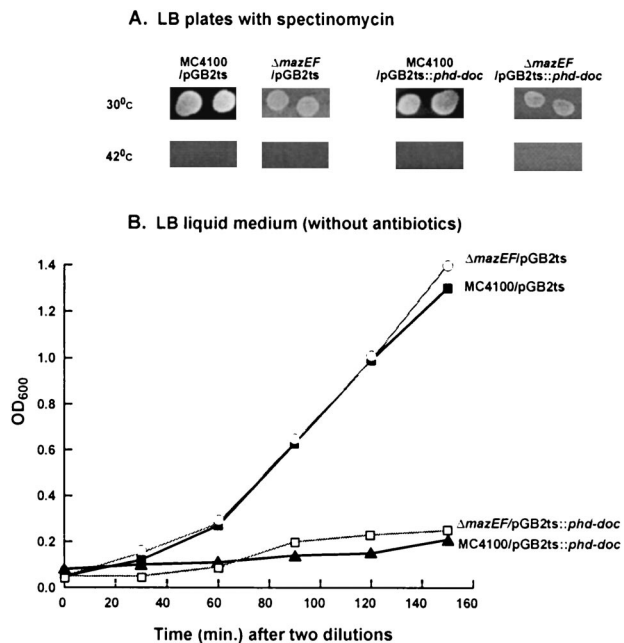 A. LB plates with spectinomycin
MC4100 ΔmazEF MC4100 ΔmazEF
/pGB2ts /pGB2ts /pGB2ts::phd-doc /pGB2ts::phd-doc
30⁰c
42⁰c
B. LB liquid medium (without antibiotics)
1.4
1.2
1.0
0.8
0.6
0.4
0.2
0.0
OD₆₀₀
ΔmazEF/pGB2ts
MC4100/pGB2ts
ΔmazEF/pGB2ts::phd-doc
MC4100/pGB2ts::phd-doc
0 20 40 60 80 100 120 140 160
Time (min.) after two dilutions